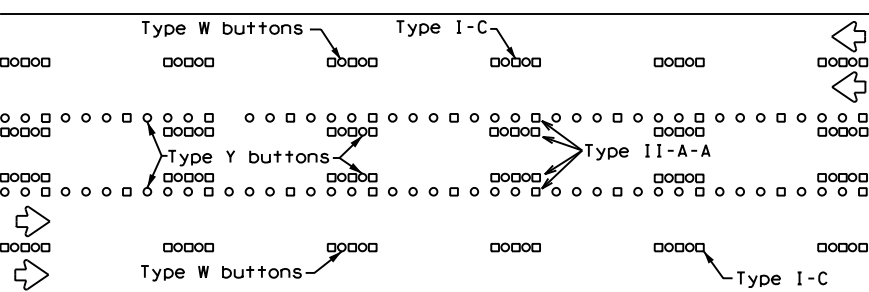 Type W buttons
Type I-C
Type Y buttons
Type II-A-A
Type W buttons
Type I-C